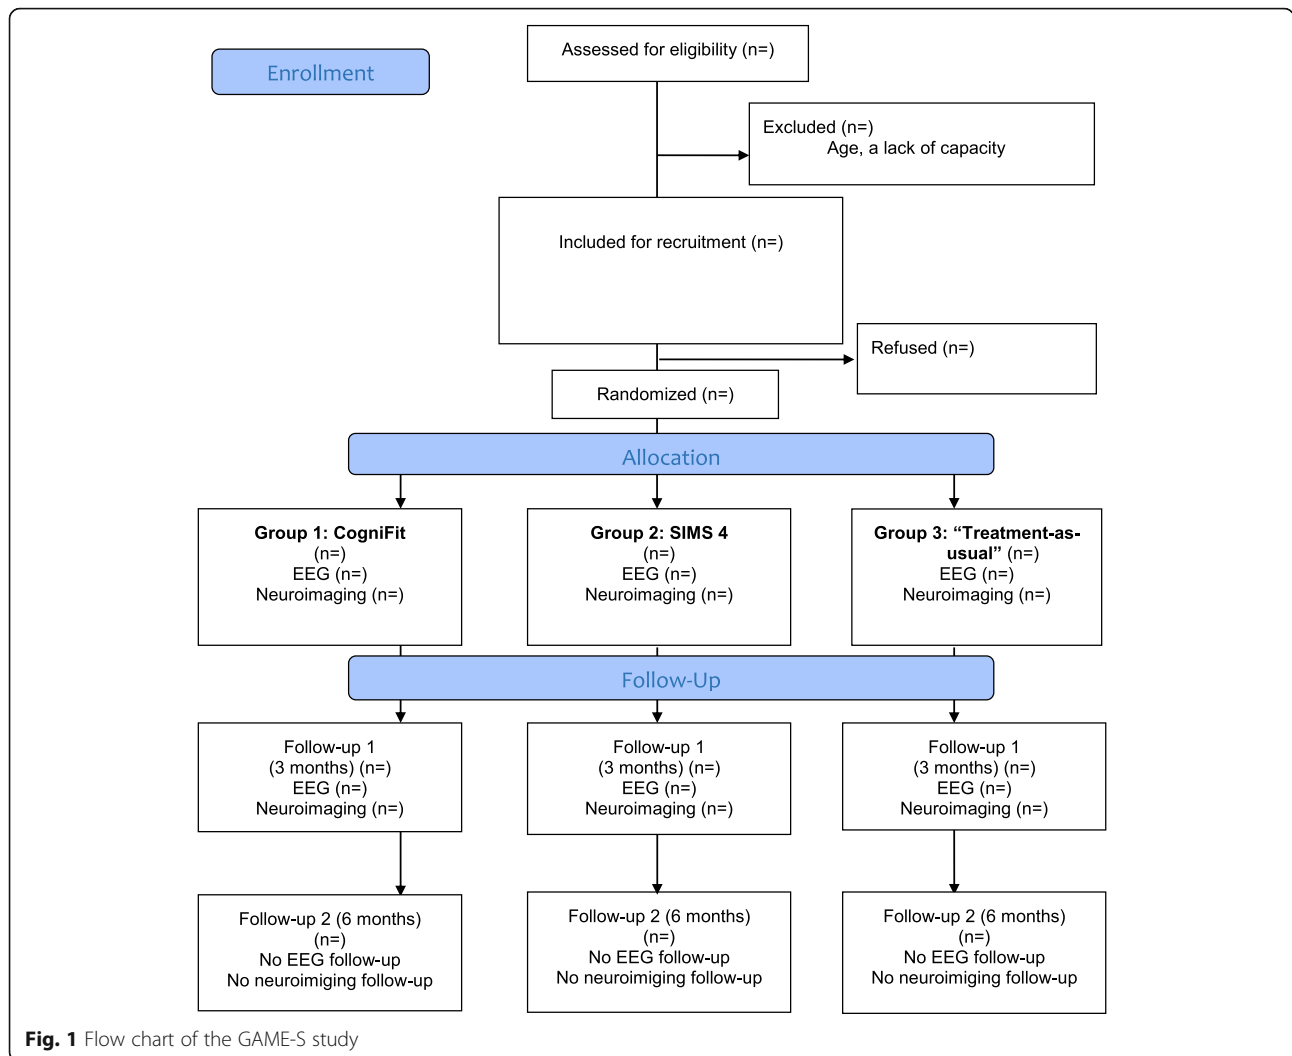 Enrollment
Assessed for eligibility (n=)
Excluded (n=)
Age, a lack of capacity
Included for recruitment (n=)
Refused (n=)
Randomized (n=)
Allocation
Group 1: CogniFit
(n=)
EEG (n=)
Neuroimaging (n=)
Group 2: SIMS 4
(n=)
EEG (n=)
Neuroimaging (n=)
Group 3: “Treatment-as-
usual” (n=)
EEG (n=)
Neuroimaging (n=)
Follow-Up
Follow-up 1
(3 months) (n=)
EEG (n=)
Neuroimaging (n=)
Follow-up 1
(3 months) (n=)
EEG (n=)
Neuroimaging (n=)
Follow-up 1
(3 months) (n=)
EEG (n=)
Neuroimaging (n=)
Follow-up 2 (6 months)
(n=)
No EEG follow-up
No neuroimiging follow-up
Follow-up 2 (6 months)
(n=)
No EEG follow-up
No neuroimiging follow-up
Follow-up 2 (6 months)
(n=)
No EEG follow-up
No neuroimiging follow-up
Fig. 1 Flow chart of the GAME-S study